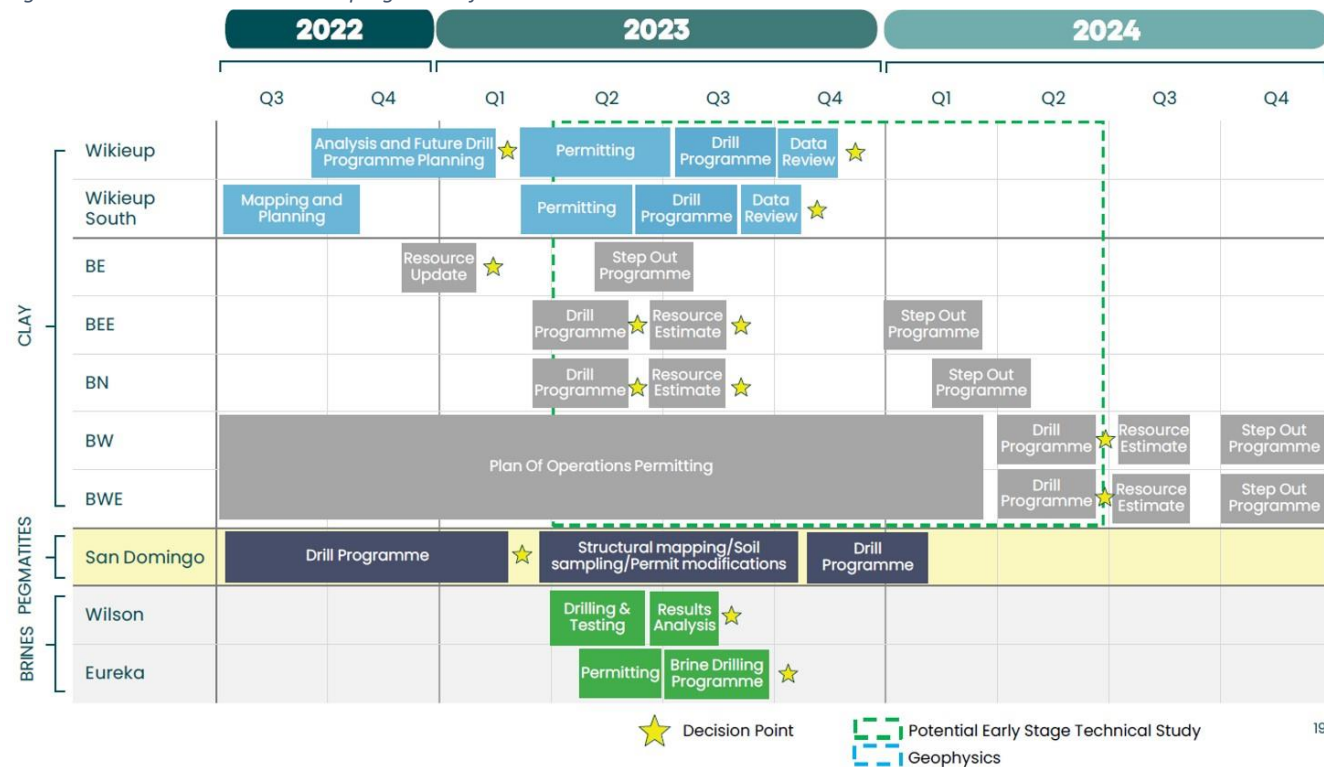 2022 2023 2024
Q3 Q4 Q1 Q2 Q3 Q4 Q1 Q2 Q3 Q4
CLAY
Wikieup
Analysis and Future Drill
Programme Planning
Permitting
Drill
Programme
Data
Review
Wikieup
South
Mapping and
Planning
Permitting
Drill
Programme
Data
Review
BE
Resource
Update
Step Out
Programme
BEE
Drill
Programme
Resource
Estimate
Step Out
Programme
BN
Drill
Programme
Resource
Estimate
Step Out
Programme
BW
Plan Of Operations Permitting
Drill
Programme
Resource
Estimate
Step Out
Programme
BWE
Drill
Programme
Resource
Estimate
Step Out
Programme
PEGMATITES
San Domingo
Drill Programme
Structural mapping/Soil
sampling/Permit modifications
Drill
Programme
BRINES
Wilson
Drilling &
Testing
Results
Analysis
Eureka
Permitting
Brine Drilling
Programme
Decision Point
Potential Early Stage Technical Study
Geophysics
19